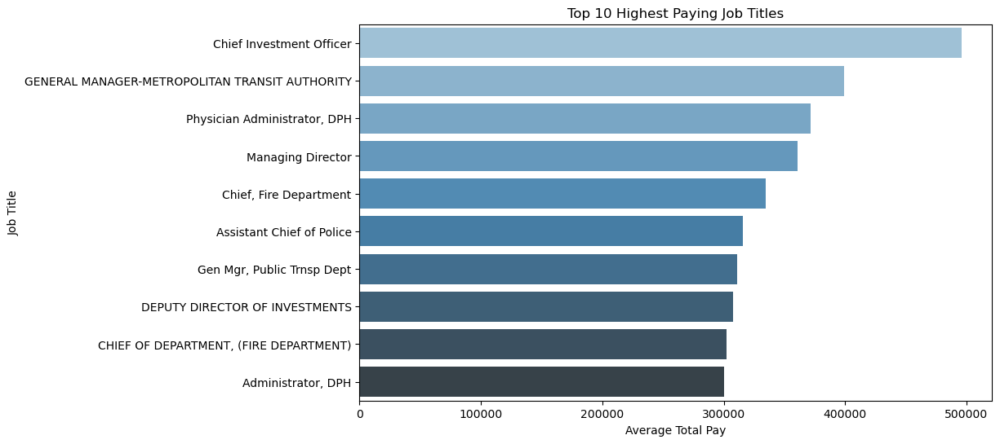 Top 10 Highest Paying Job Titles
Job Title
Chief Investment Officer
GENERAL MANAGER-METROPOLITAN TRANSIT AUTHORITY
Physician Administrator, DPH
Managing Director
Chief, Fire Department
Assistant Chief of Police
Gen Mgr, Public Trnsp Dept
DEPUTY DIRECTOR OF INVESTMENTS
CHIEF OF DEPARTMENT, (FIRE DEPARTMENT)
Administrator, DPH
0 100000 200000 300000 400000 500000
Average Total Pay